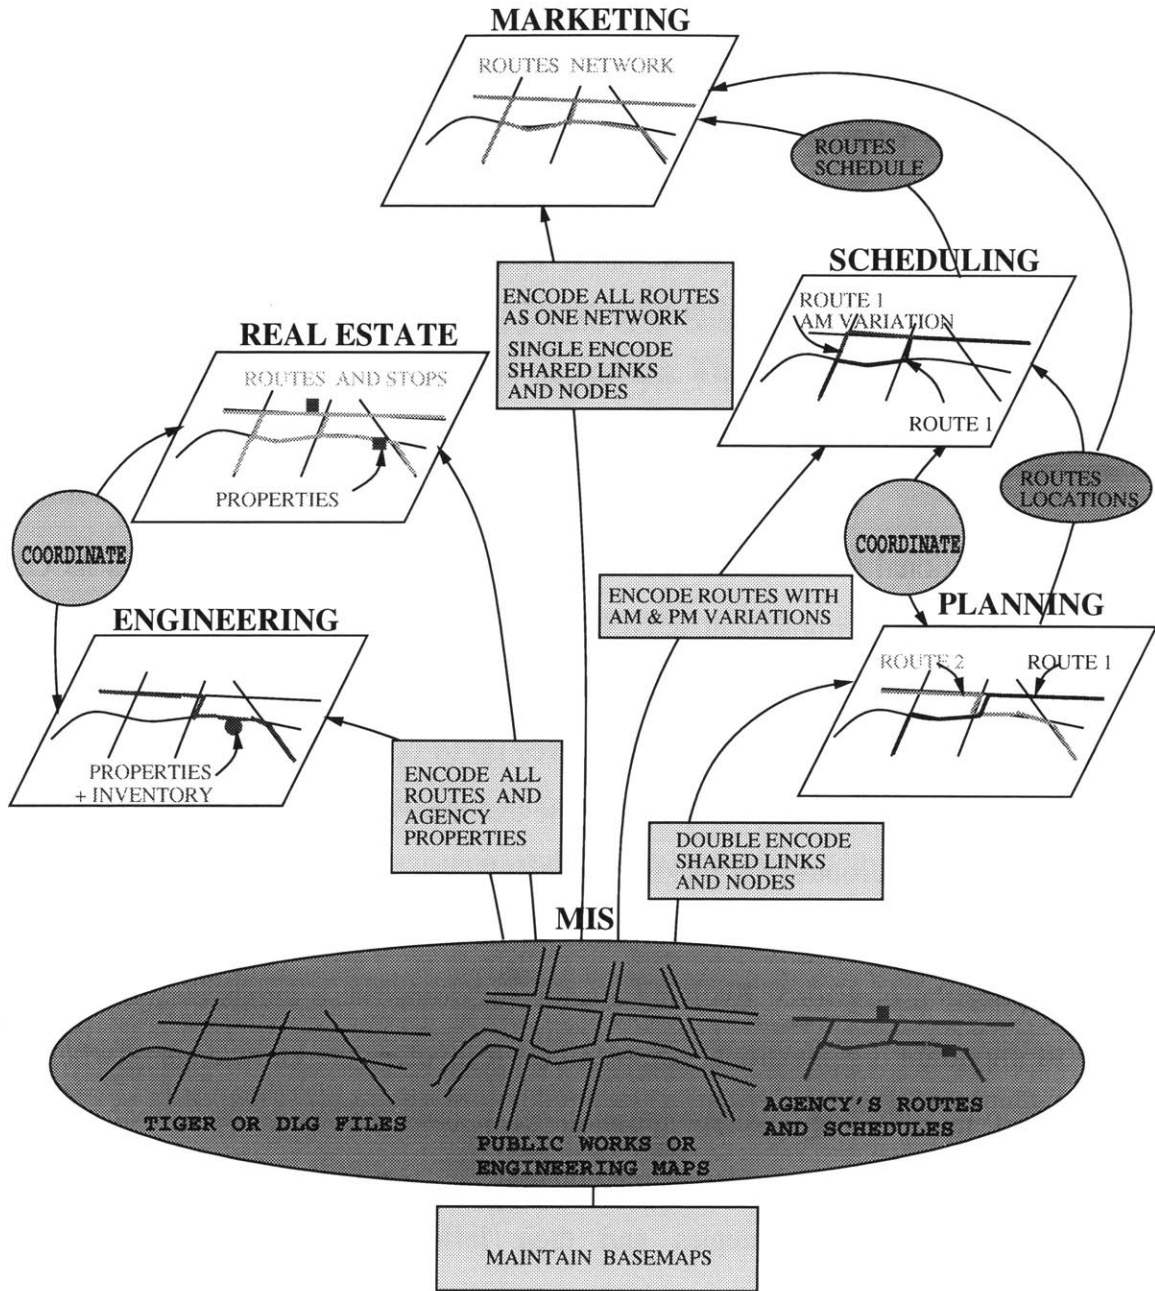 MARKETING
ROUTES NETWORK
ROUTES
SCHEDULE
SCHEDULING
ROUTE 1
AM VARIATION
ROUTE 1
ENCODE ALL ROUTES
AS ONE NETWORK
SINGLE ENCODE
SHARED LINKS
AND NODES
REAL ESTATE
ROUTES AND STOPS
PROPERTIES
ROUTES
LOCATIONS
COORDINATE
COORDINATE
ENGINEERING
PROPERTIES
+ INVENTORY
ENCODE ROUTES WITH
AM & PM VARIATIONS
PLANNING
ROUTE 2
ROUTE 1
ENCODE ALL
ROUTES AND
AGENCY
PROPERTIES
DOUBLE ENCODE
SHARED LINKS
AND NODES
MIS
TIGER OR DLG FILES
PUBLIC WORKS OR
ENGINEERING MAPS
AGENCY'S ROUTES
AND SCHEDULES
MAINTAIN BASEMAPS